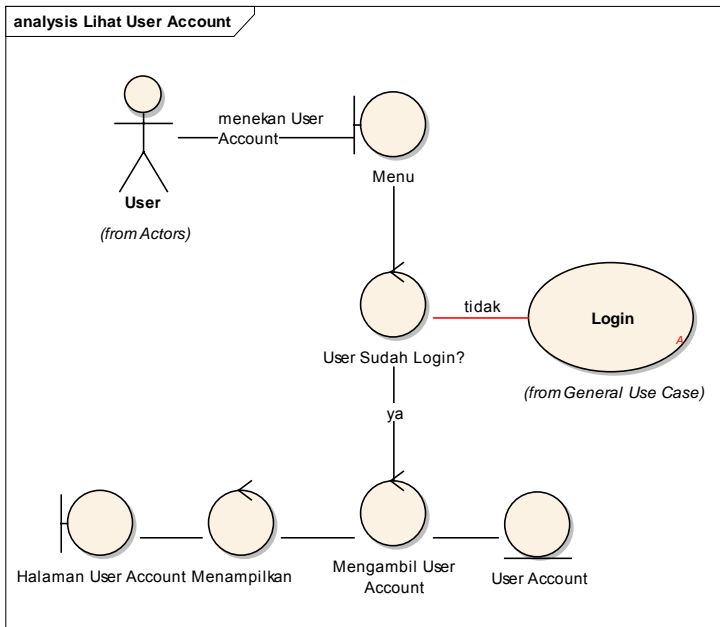 analysis Lihat User Account
menekan User
Account
Menu
User
(from Actors)
tidak
Login
A
User Sudah Login?
(from General Use Case)
ya
Halaman User Account
Menampilkan
Mengambil User
Account
User Account